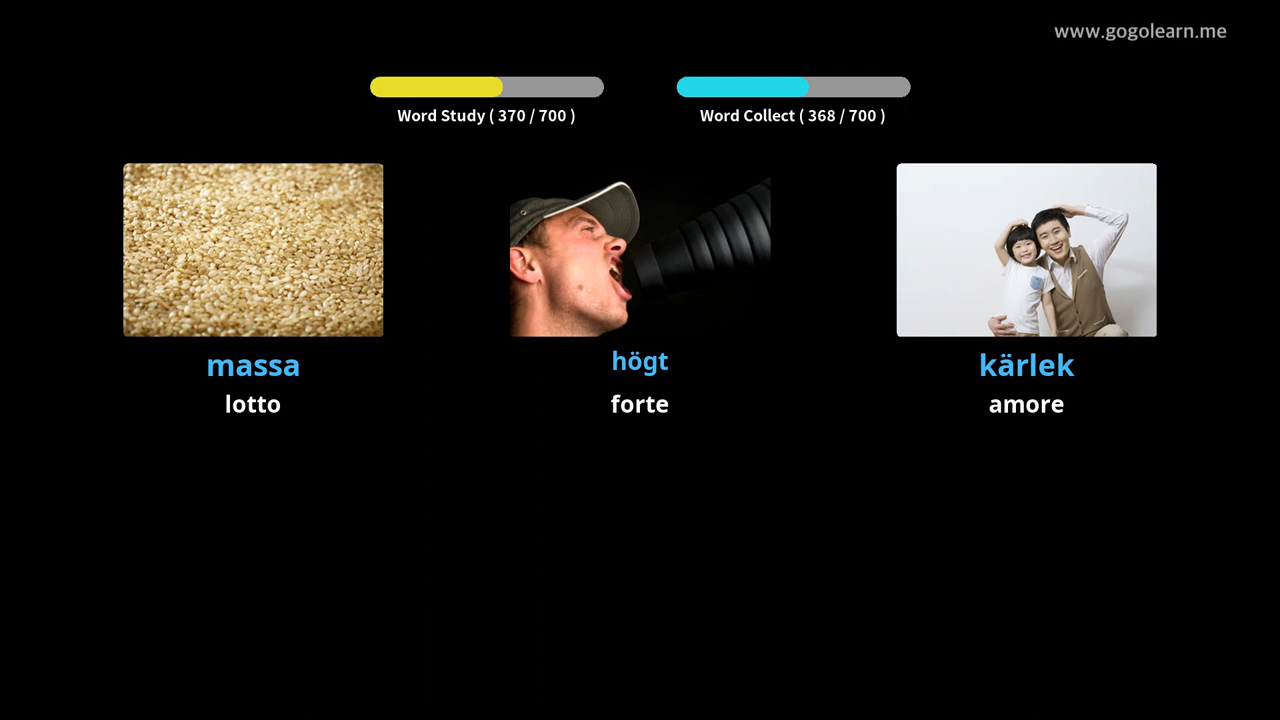 www.gogolearn.me
Word Study ( 370 / 700 )
Word Collect ( 368 / 700 )
massa
högt
kärlek
lotto
forte
amore